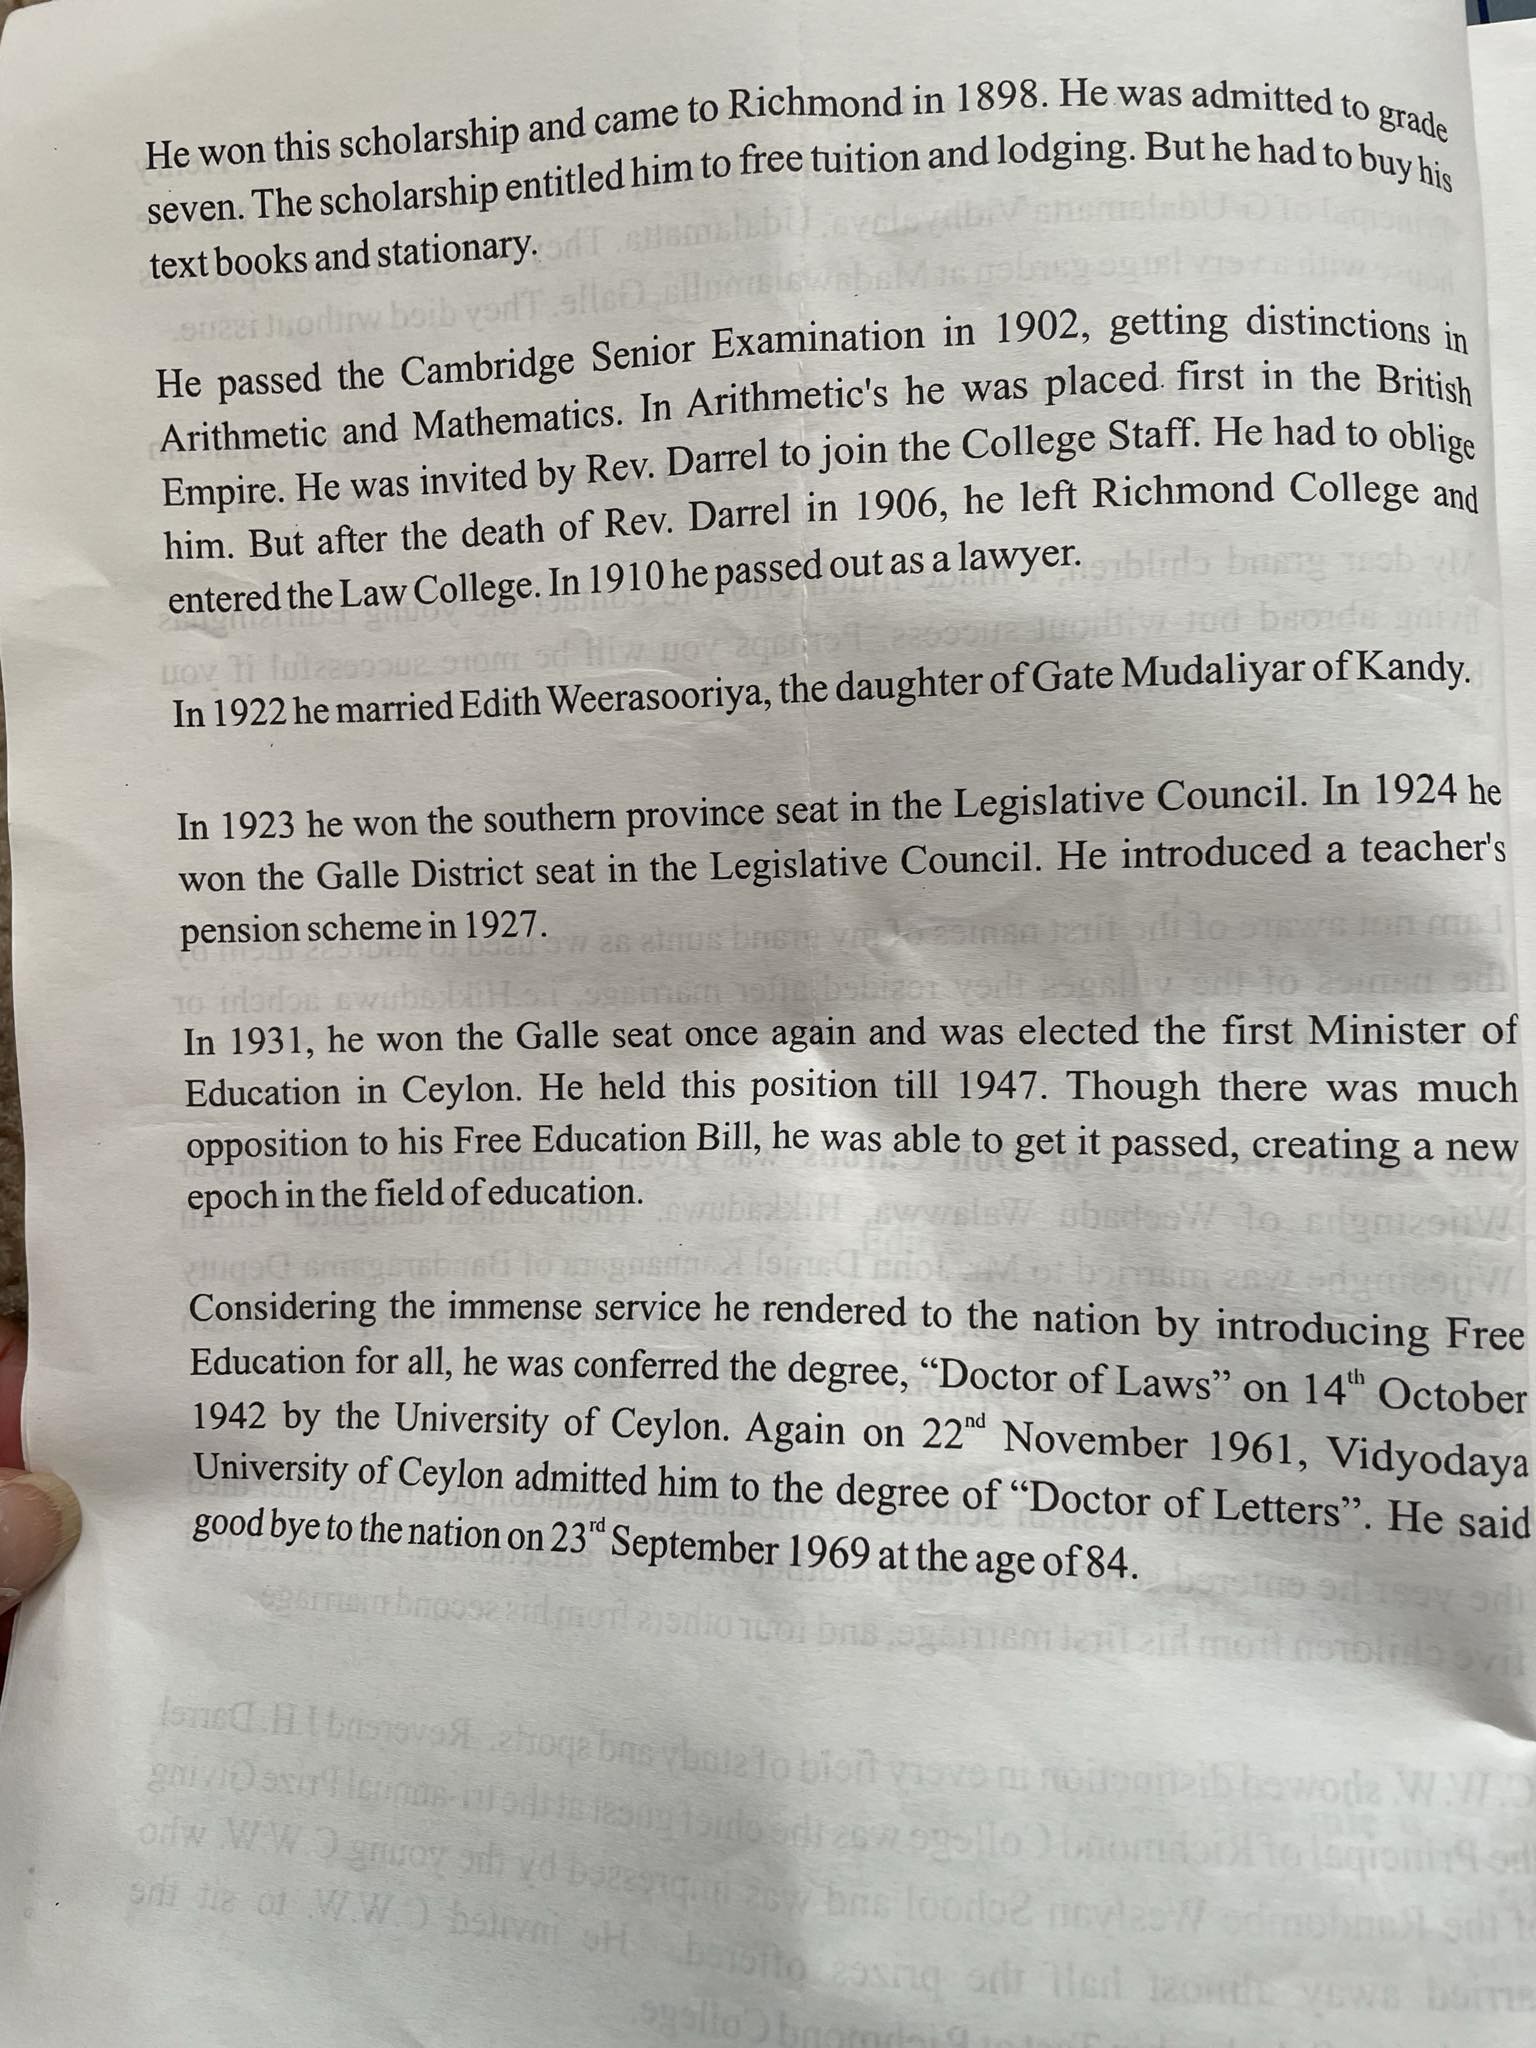 He won this scholarship and came to Richmond in 1898. He was admitted to grade
seven. The scholarship entitled him to free tuition and lodging. But he had to buy his
text books and stationary.
He passed the Cambridge Senior Examination in 1902, getting distinctions in
Arithmetic and Mathematics. In Arithmetic's he was placed first in the British
Empire. He was invited by Rev. Darrel to join the College Staff. He had to oblige
him. But after the death of Rev. Darrel in 1906, he left Richmond College and
entered the Law College. In 1910 he passed out as a lawyer.
In 1922 he married Edith Weerasooriya, the daughter of Gate Mudaliyar of Kandy.
In 1923 he won the southern province seat in the Legislative Council. In 1924 he
won the Galle District seat in the Legislative Council. He introduced a teacher's
pension scheme in 1927.
In 1931, he won the Galle seat once again and was elected the first Minister of
Education in Ceylon. He held this position till 1947. Though there was much
opposition to his Free Education Bill, he was able to get it passed, creating a new
epoch in the field of education.
Considering the immense service he rendered to the nation by introducing Free
Education for all, he was conferred the degree, “Doctor of Laws” on 14th October
1942 by the University of Ceylon. Again on 22nd November 1961, Vidyodaya
University of Ceylon admitted him to the degree of “Doctor of Letters”. He said
good bye to the nation on 23rd September 1969 at the age of 84.